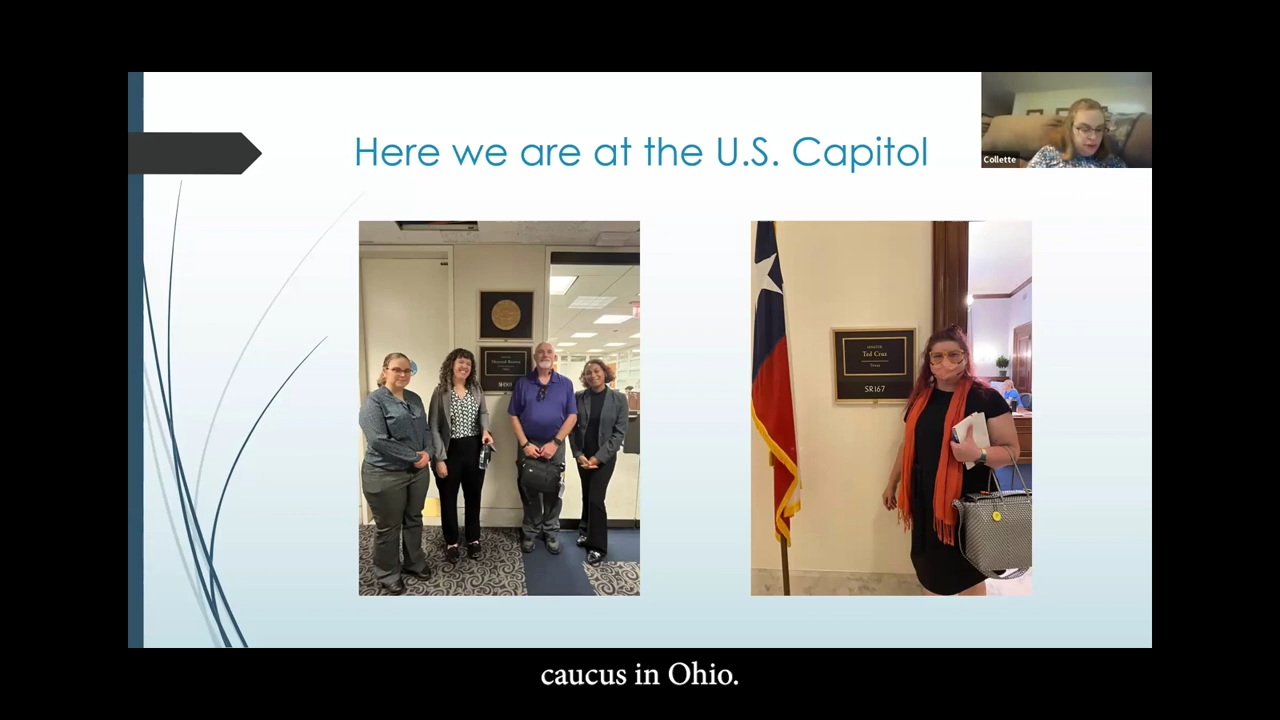 Here we are at the U.S. Capitol
Collette
SENATOR
Ted Cruz
Texas
SR167
caucus in Ohio.